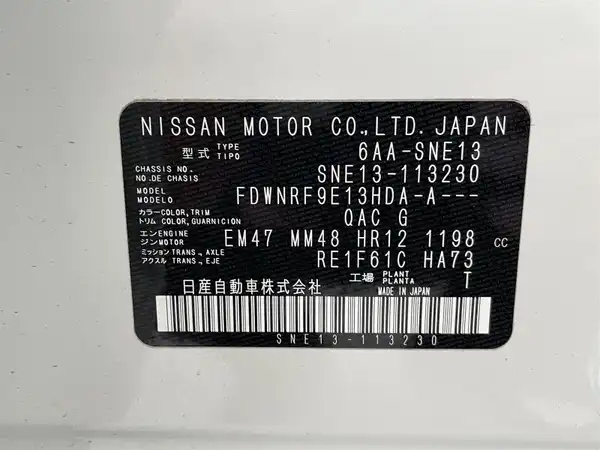 NISSAN MOTOR CO.,LTD. JAPAN
型式 TYPE TIPO 6AA-SNE13
CHASSIS NO. NO.DE CHASIS SNE13-113230
MODEL MODELO FDWNRF9E13HDA-A---
カラー COLOR,TRIM トリム COLOR,GUARNICION QAC G
エンジン ENGINE MOTOR EM47 MM48 HR12 1198 CC
ミッション TRANS.,AXLE アクスル TRANS.,EJE RE1F61C HA73
工場 PLANT PLANTA T
日産自動車株式会社 MADE IN JAPAN
SNE13-113230